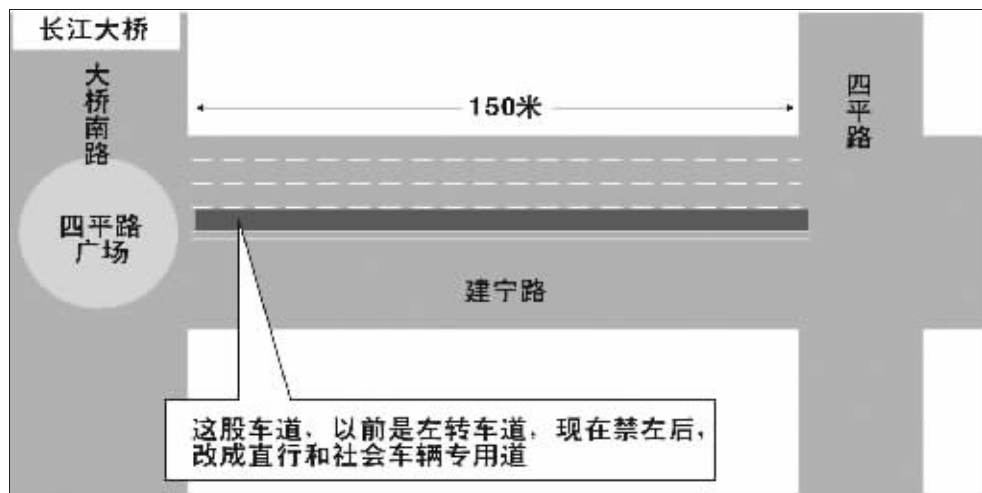 长江大桥
大桥南路
150米
四平路
四平路
广场
建宁路
这股车道、以前是左转车道，现在禁左后，
改成直行和社会车辆专用道